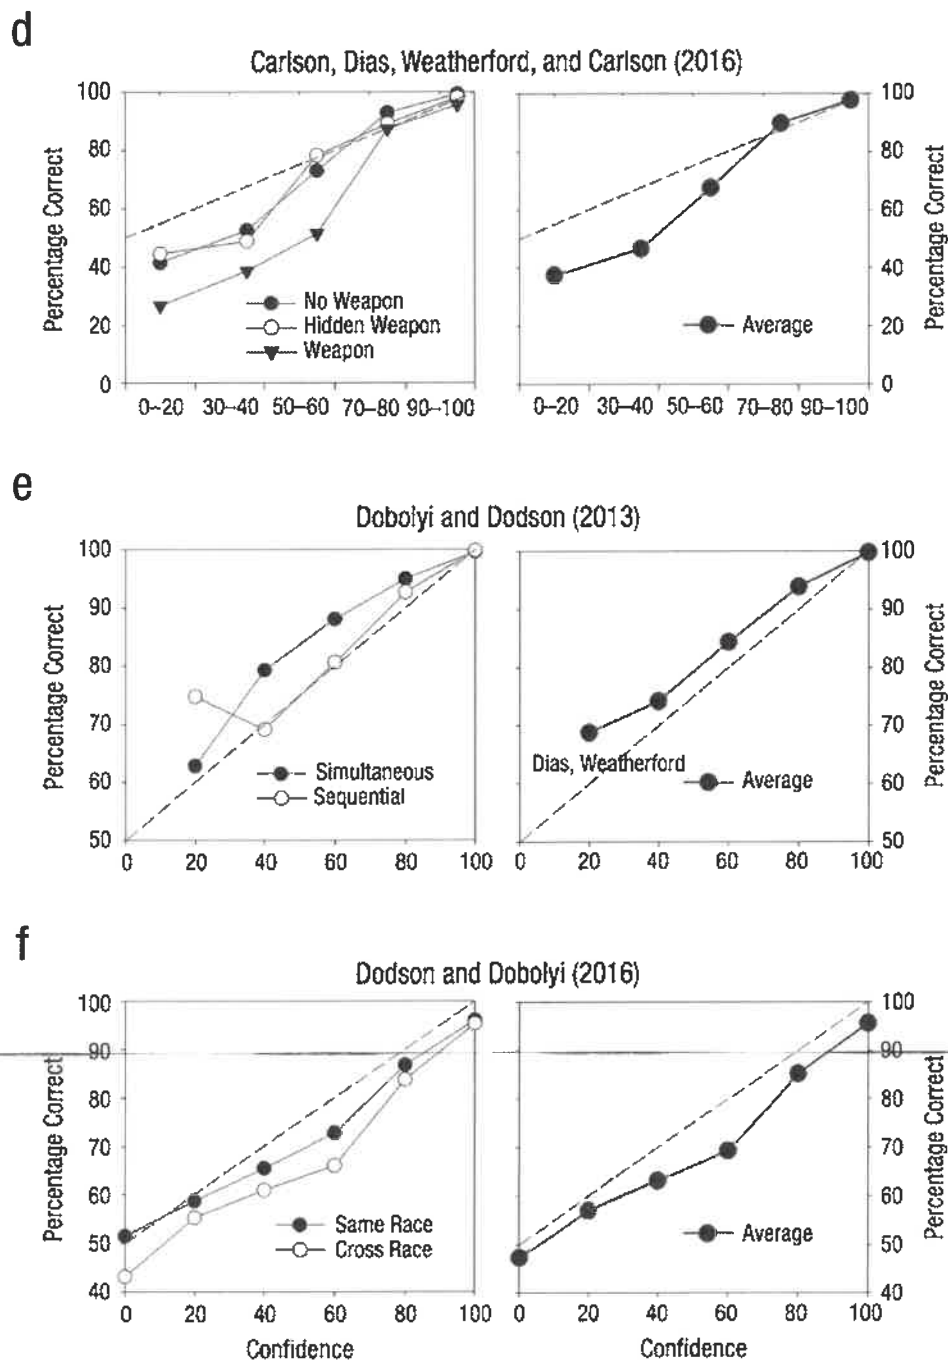 d
Carlson, Dias, Weatherford, and Carlson (2016)
Percentage Correct
100
80
60
40
20
0
No Weapon
Hidden Weapon
Weapon
0–20 30–40 50–60 70–80 90–100
Average
0–20 30–40 50–60 70–80 90–100
100
80
60
40
20
0
Percentage Correct
e
Dobolyi and Dodson (2013)
Percentage Correct
100
90
80
70
60
50
Simultaneous
Sequential
0 20 40 60 80 100
Dias, Weatherford
Average
0 20 40 60 80 100
100
90
80
70
60
50
Percentage Correct
f
Dodson and Dobolyi (2016)
Percentage Correct
100
90
80
70
60
50
40
Same Race
Cross Race
0 20 40 60 80 100
Confidence
Average
0 20 40 60 80 100
Confidence
100
90
80
70
60
50
40
Percentage Correct